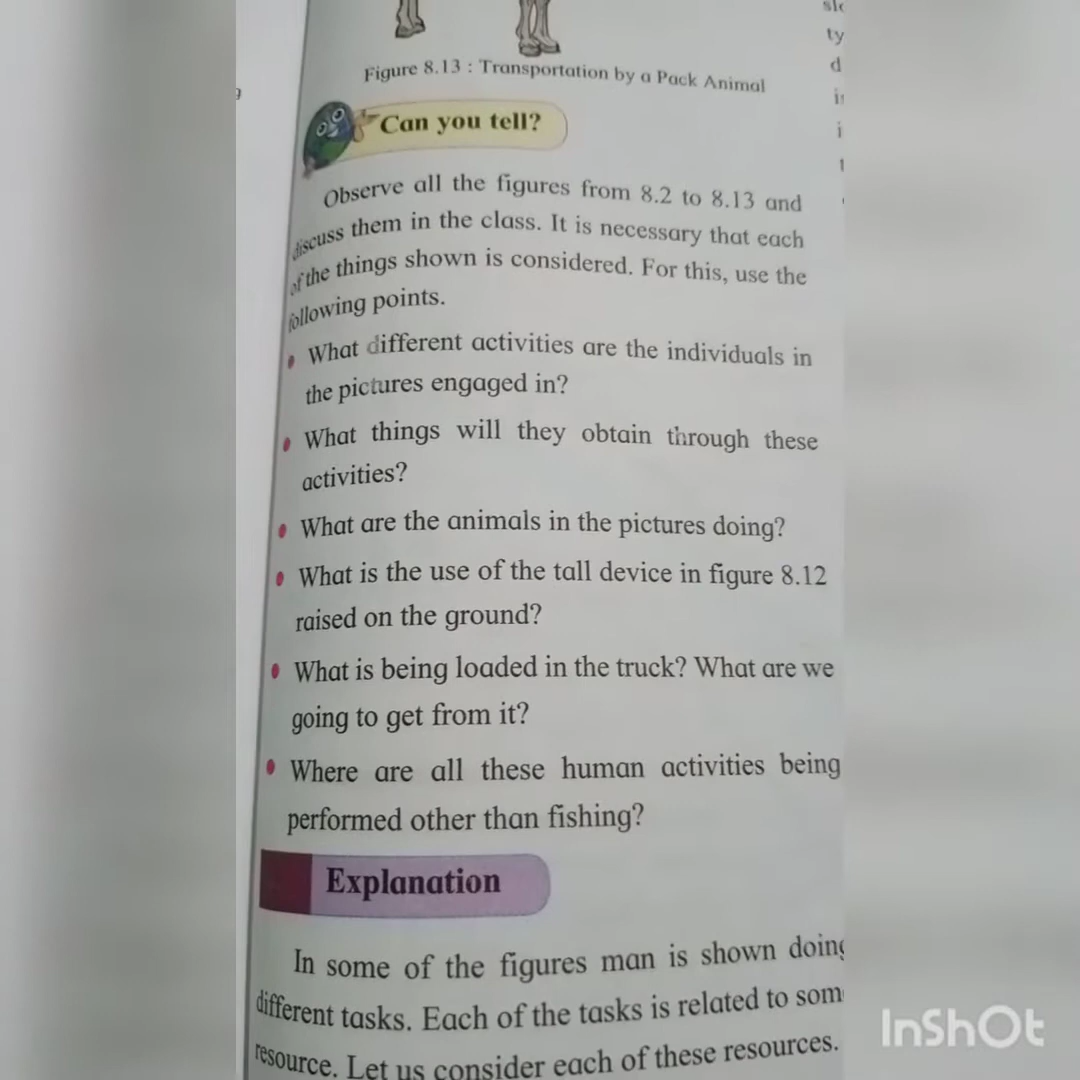 Figure 8.13 : Transportation by a Pack Animal
Can you tell?
Observe all the figures from 8.2 to 8.13 and
discuss them in the class. It is necessary that each
of the things shown is considered. For this, use the
following points.
• What different activities are the individuals in
the pictures engaged in?
• What things will they obtain through these
activities?
• What are the animals in the pictures doing?
• What is the use of the tall device in figure 8.12
raised on the ground?
• What is being loaded in the truck? What are we
going to get from it?
• Where are all these human activities being
performed other than fishing?
Explanation
In some of the figures man is shown doing
different tasks. Each of the tasks is related to som
resource. Let us consider each of these resources.
InShOt